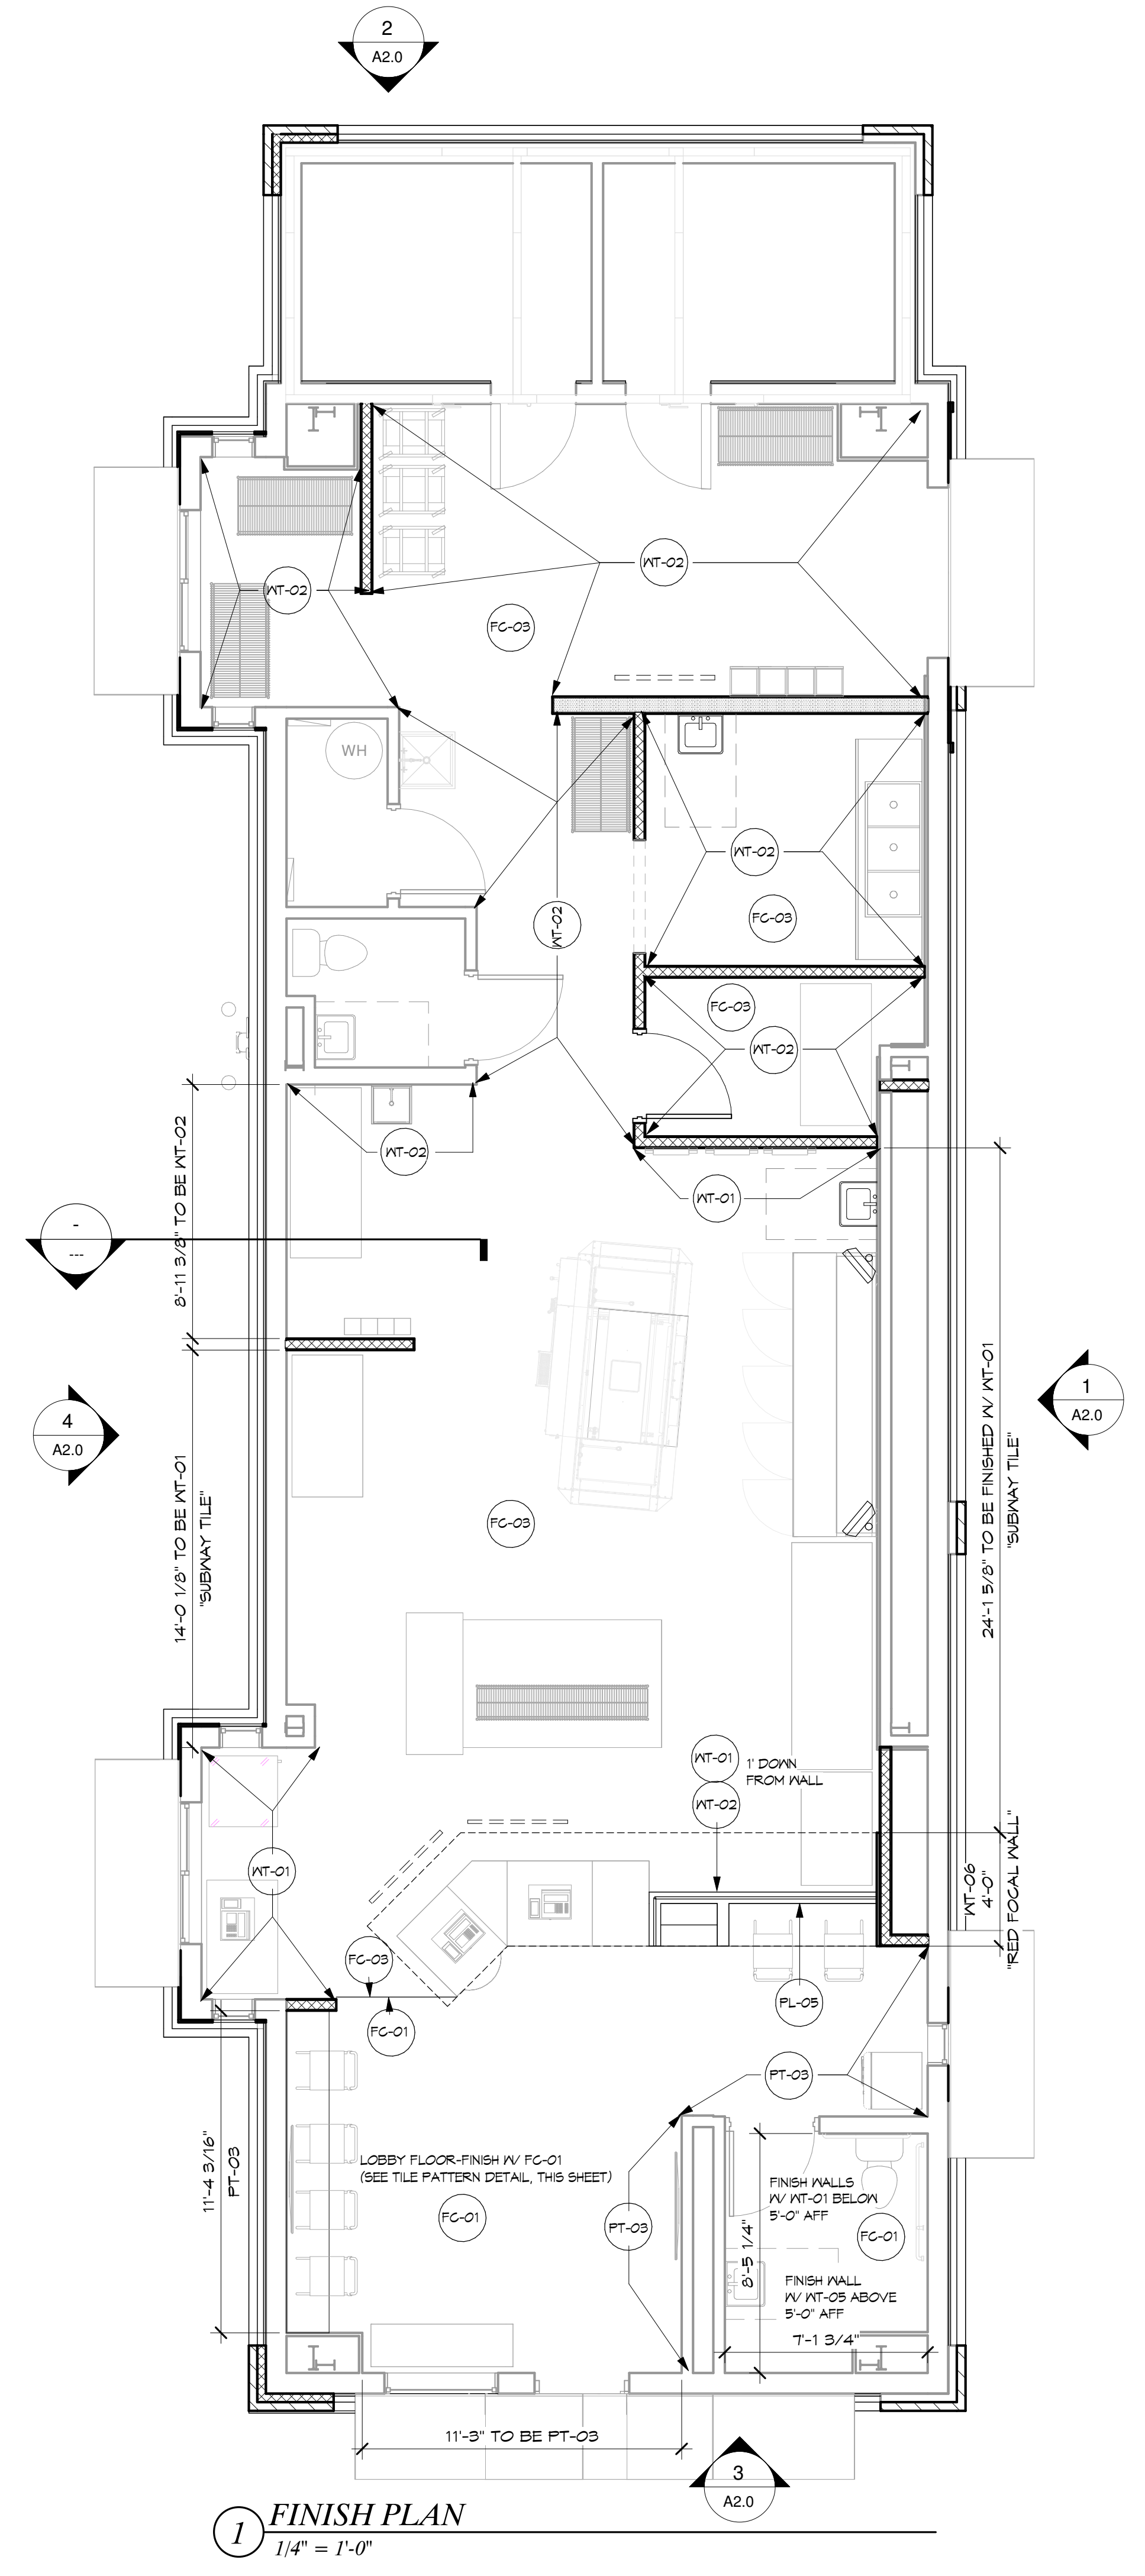 2
A2.0
WT-02
WT-02
FC-03
WH
WT-02
FC-03
WT-02
FC-03
WT-02
WT-02
WT-01
8'-11 3/8" TO BE WT-02
-
---
14'-0 1/8" TO BE WT-01
"SUBWAY TILE"
4
A2.0
1
A2.0
24'-1 5/8" TO BE FINISHED W/ WT-01
"SUBWAY TILE"
FC-03
WT-01
1' DOWN
FROM WALL
WT-02
WT-01
WT-06
4'-0"
"RED FOCAL WALL"
FC-03
FC-01
PL-05
PT-03
11'-4 3/16"
PT-03
LOBBY FLOOR-FINISH W/ FC-01
(SEE TILE PATTERN DETAIL, THIS SHEET)
FC-01
PT-03
FINISH WALLS
W/ WT-01 BELOW
5'-0" AFF
FC-01
8'-5 1/4"
FINISH WALL
W/ WT-05 ABOVE
5'-0" AFF
7'-1 3/4"
11'-3" TO BE PT-03
3
A2.0
1
FINISH PLAN
1/4" = 1'-0"